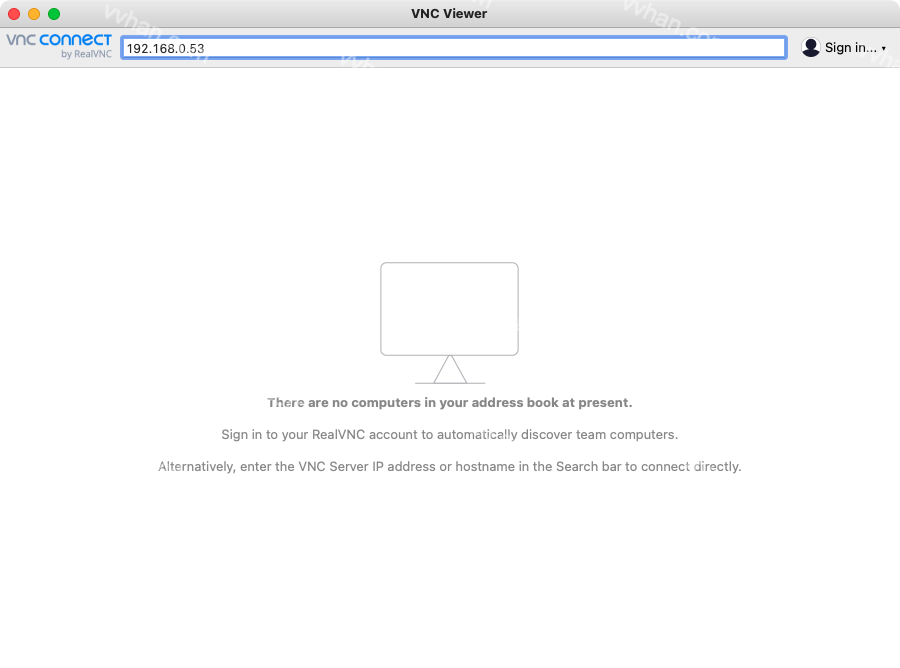 VNC Viewer
vnc connect
by RealVNC
192.168.0.53
Sign in...
There are no computers in your address book at present.
Sign in to your RealVNC account to automatically discover team computers.
Alternatively, enter the VNC Server IP address or hostname in the Search bar to connect directly.
vvhan.com
vvhan.com